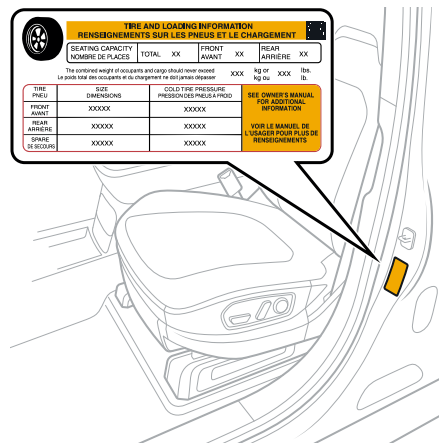 TIRE AND LOADING INFORMATION
RENSEIGNEMENTS SUR LES PNEUS ET LE CHARGEMENT
SEATING CAPACITY
NOMBRE DE PLACES
TOTAL XX
FRONT
AVANT
XX
REAR
ARRIÈRE
XX
The combined weight of occupants and cargo should never exceed
Le poids total des occupants et du chargement ne doit jamais dépasser
XXX
kg or
kg ou
XXX
lbs.
lb.
TIRE
PNEU
SIZE
DIMENSIONS
COLD TIRE PRESSURE
PRESSION DES PNEUS A FROID
FRONT
AVANT
XXXXX
XXXXX
REAR
ARRIÈRE
XXXXX
XXXXX
SPARE
DE SECOURS
XXXXX
XXXXX
SEE OWNER'S MANUAL
FOR ADDITIONAL
INFORMATION
VOIR LE MANUEL DE
L'USAGER POUR PLUS DE
RENSEIGNEMENTS